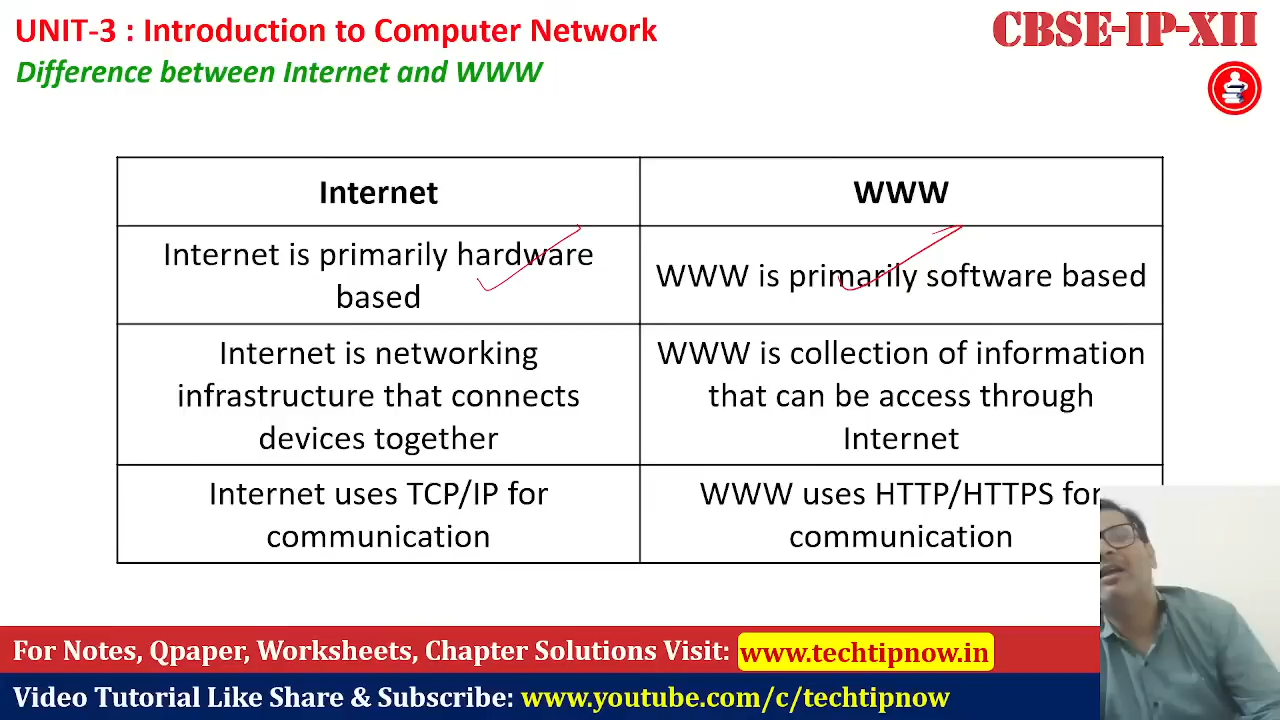 UNIT-3 : Introduction to Computer Network
CBSE-IP-XII
Difference between Internet and WWW
Internet
WWW
Internet is primarily hardware
based
WWW is primarily software based
Internet is networking
infrastructure that connects
devices together
WWW is collection of information
that can be access through
Internet
Internet uses TCP/IP for
communication
WWW uses HTTP/HTTPS for
communication
For Notes, Qpaper, Worksheets, Chapter Solutions Visit: www.techtipnow.in
Video Tutorial Like Share & Subscribe: www.youtube.com/c/techtipnow